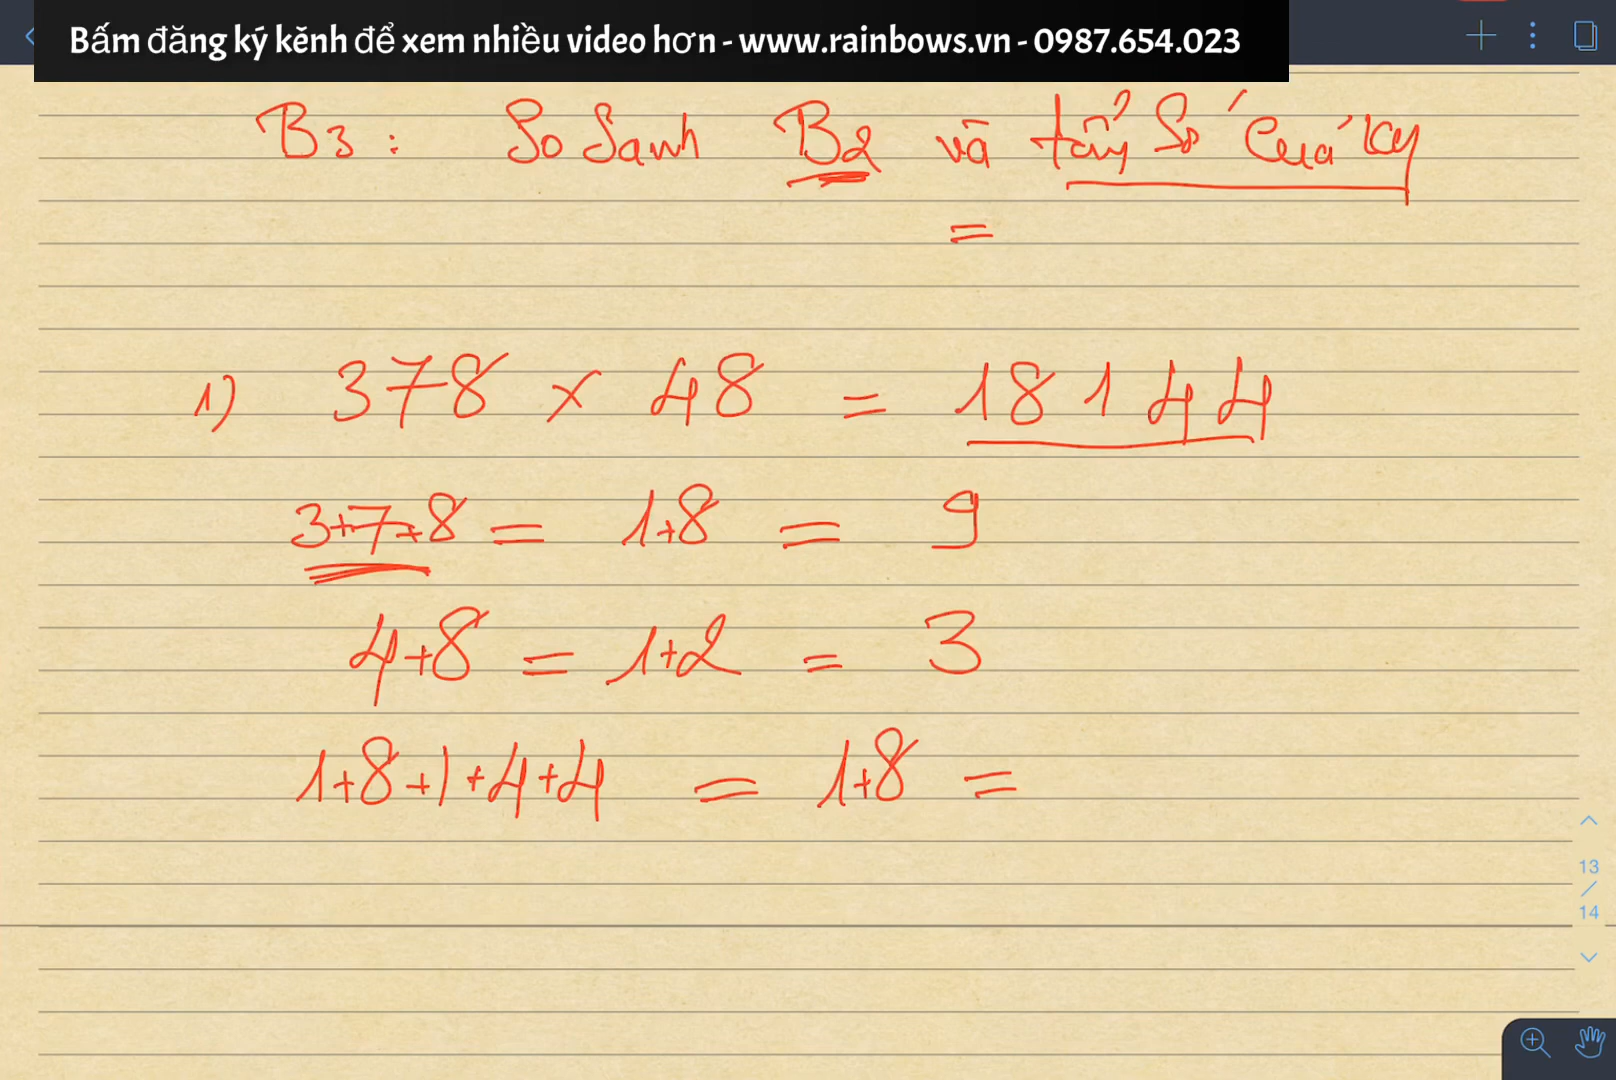 Bấm đăng ký kênh để xem nhiều video hơn - www.rainbows.vn - 0987.654.023
B3: So Sanh B2 và tổng Số Cuả Kq
=
1) 378 x 48 = 18144
3+7+8 = 1+8 = 9
4+8 = 1+2 = 3
1+8+1+4+4 = 1+8 =
13
/
14